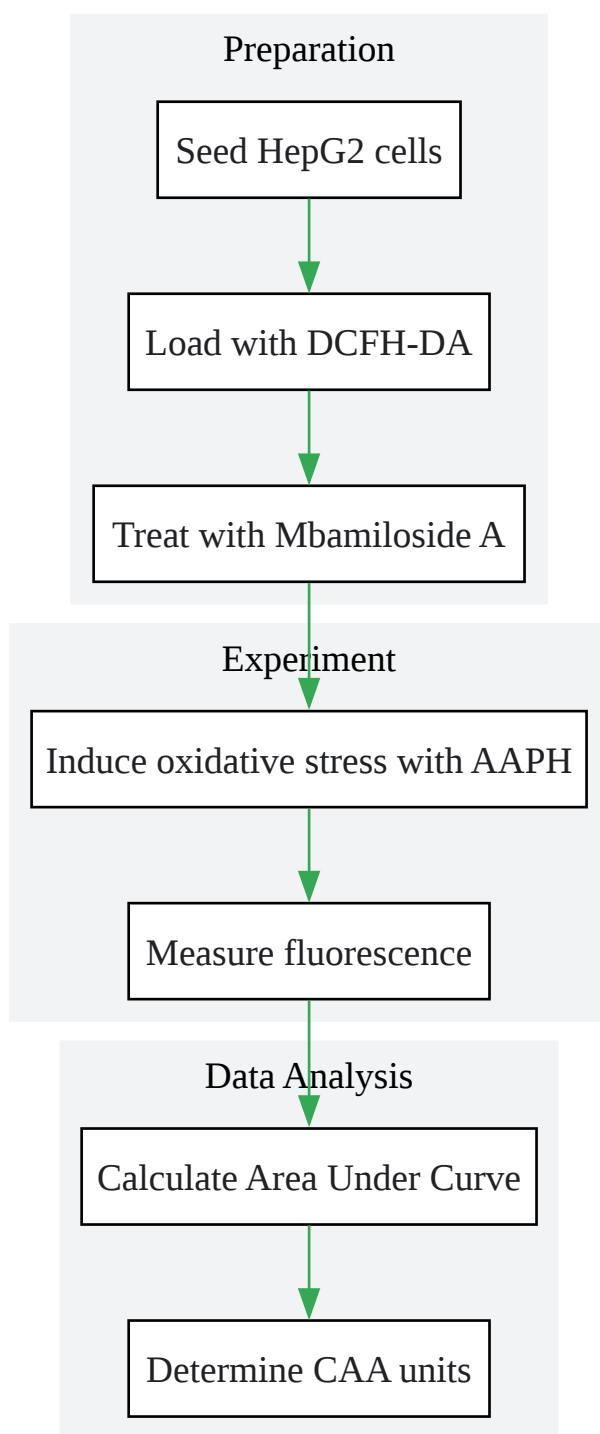 Preparation
Seed HepG2 cells
Load with DCFH-DA
Treat with Mbamiloside A
Experiment
Induce oxidative stress with AAPH
Measure fluorescence
Data Analysis
Calculate Area Under Curve
Determine CAA units